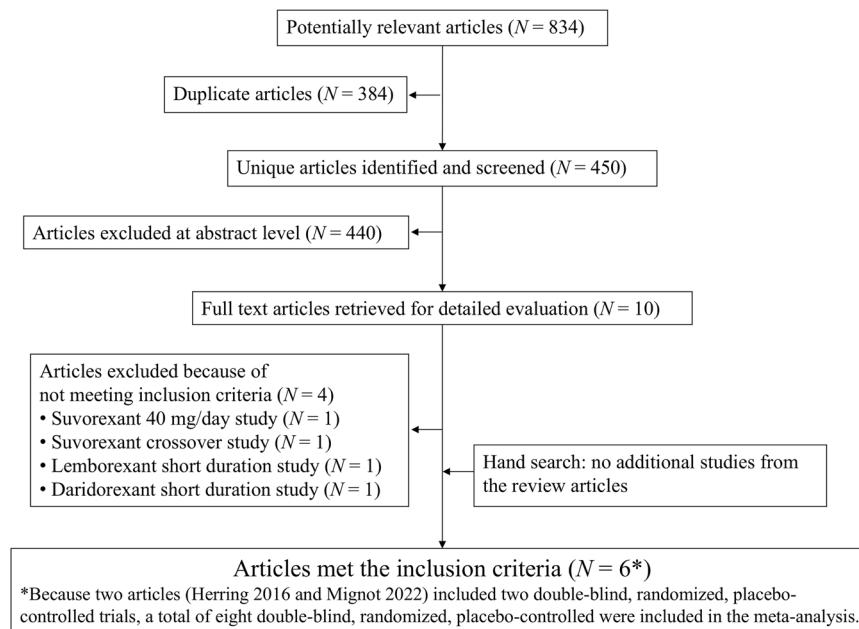 Potentially relevant articles (N = 834)
Duplicate articles (N = 384)
Unique articles identified and screened (N = 450)
Articles excluded at abstract level (N = 440)
Full text articles retrieved for detailed evaluation (N = 10)
Articles excluded because of
not meeting inclusion criteria (N = 4)
• Suvorexant 40 mg/day study (N = 1)
• Suvorexant crossover study (N = 1)
• Lemborexant short duration study (N = 1)
• Daridorexant short duration study (N = 1)
Hand search: no additional studies from
the review articles
Articles met the inclusion criteria (N = 6*)
*Because two articles (Herring 2016 and Mignot 2022) included two double-blind, randomized, placebo-
controlled trials, a total of eight double-blind, randomized, placebo-controlled were included in the meta-analysis.